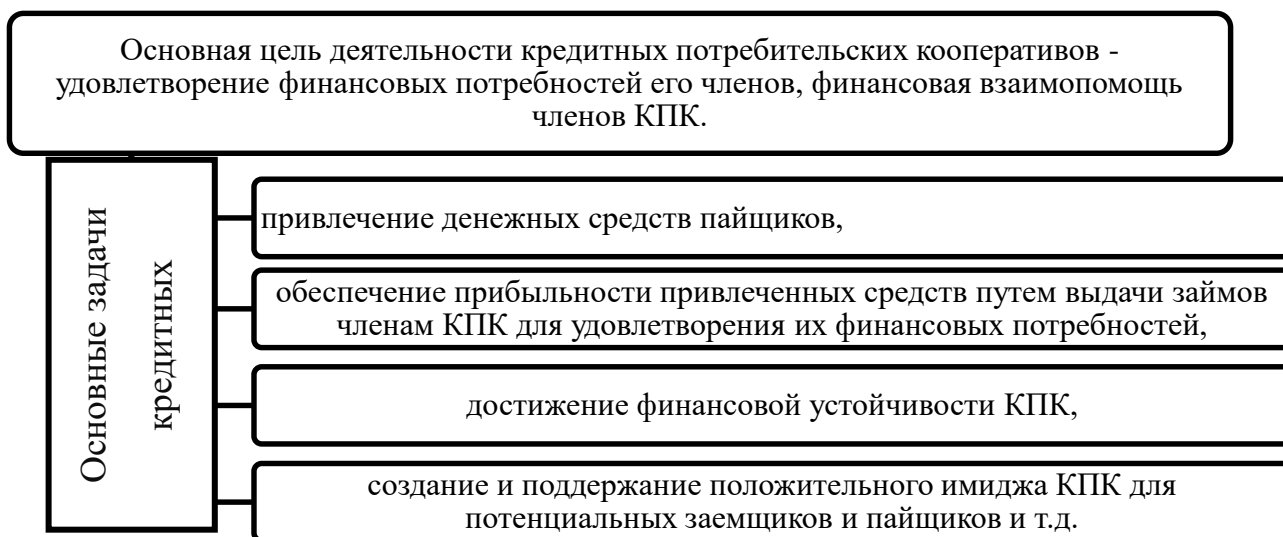 Основная цель деятельности кредитных потребительских кооперативов -
удовлетворение финансовых потребностей его членов, финансовая взаимопомощь
членов КПК.
Основные задачи
кредитных
привлечение денежных средств пайщиков,
обеспечение прибыльности привлеченных средств путем выдачи займов
членам КПК для удовлетворения их финансовых потребностей,
достижение финансовой устойчивости КПК,
создание и поддержание положительного имиджа КПК для
потенциальных заемщиков и пайщиков и т.д.